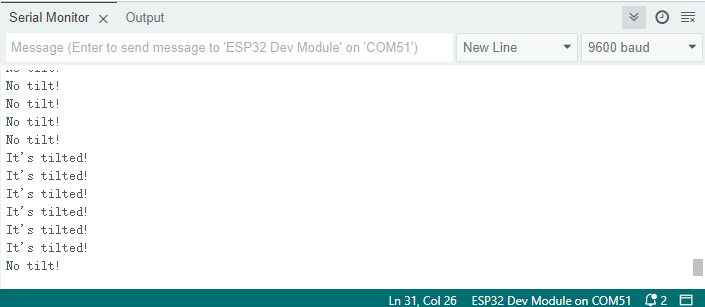 Serial Monitor
Output
Message (Enter to send message to 'ESP32 Dev Module' on 'COM51')
New Line
9600 baud
No tilt!
No tilt!
No tilt!
No tilt!
No tilt!
It's tilted!
It's tilted!
It's tilted!
It's tilted!
It's tilted!
It's tilted!
No tilt!
Ln 31, Col 26
ESP32 Dev Module on COM51
2